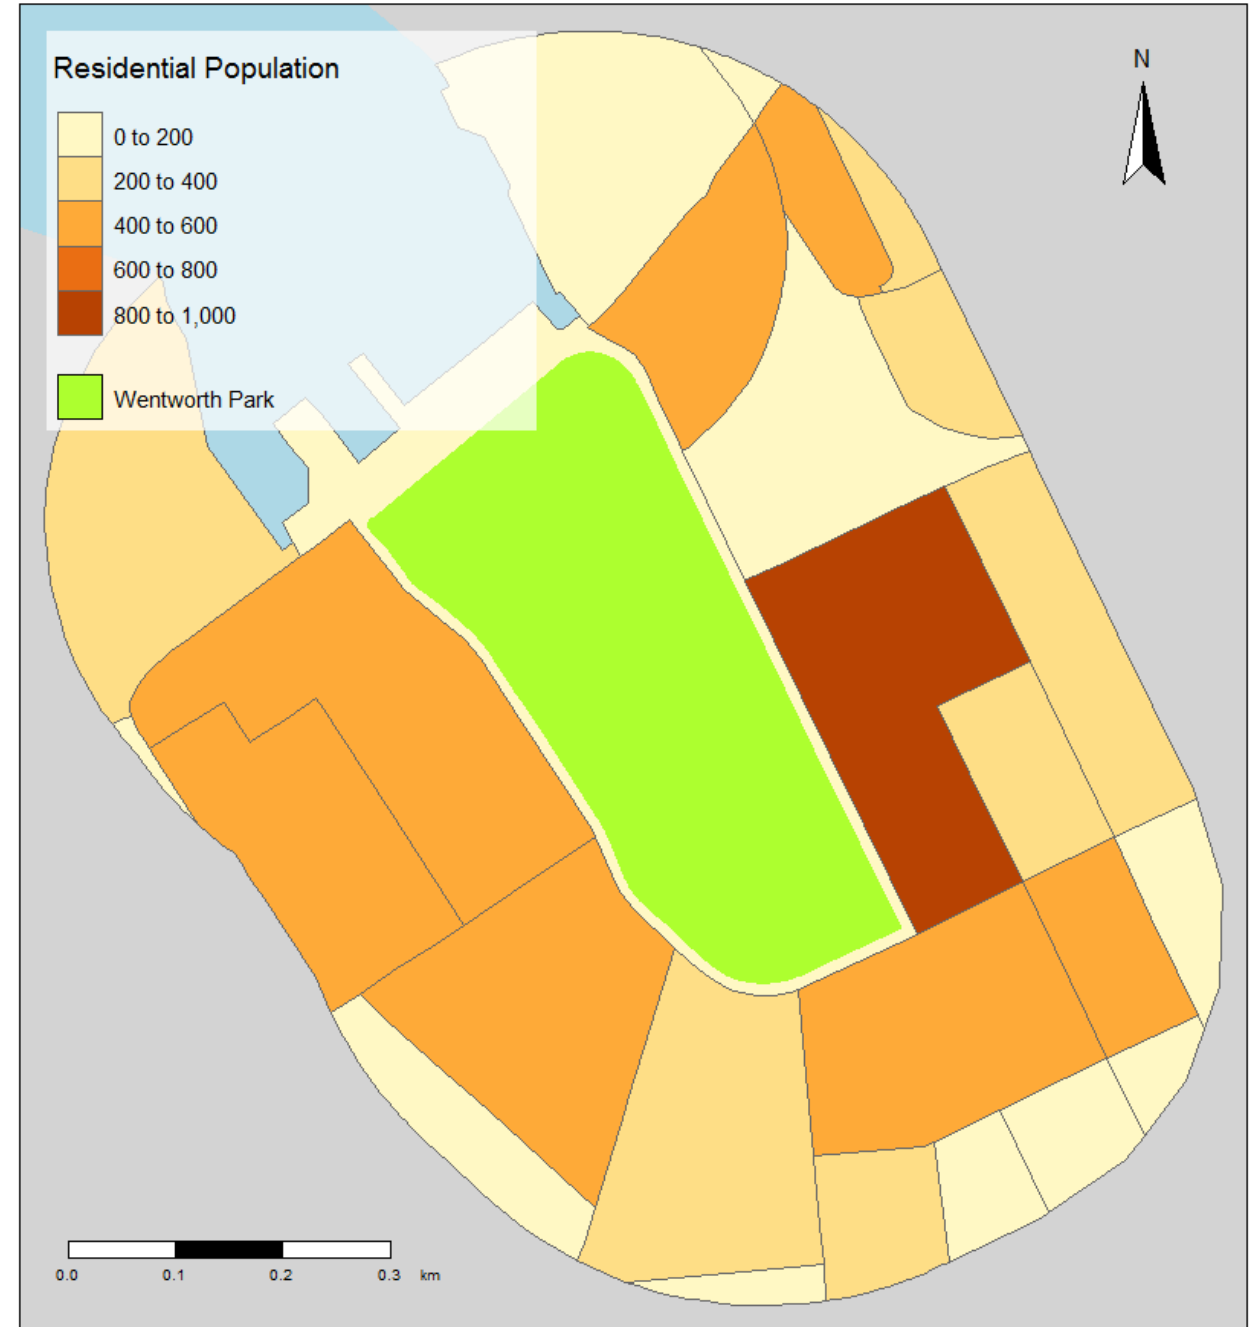 Residential Population
0 to 200
200 to 400
400 to 600
600 to 800
800 to 1,000
Wentworth Park
N
0.0 0.1 0.2 0.3 km